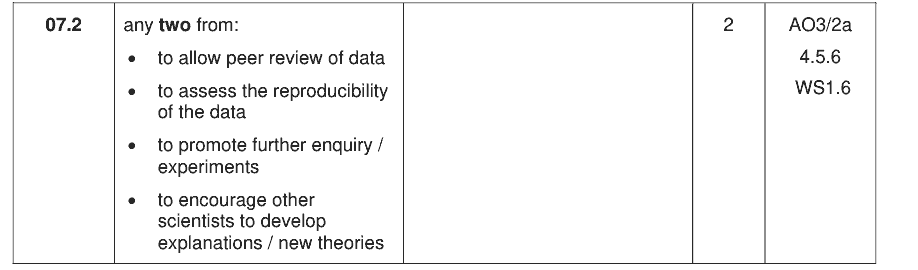 07.2 any two from: 2 AO3/2a
• to allow peer review of data 4.5.6
• to assess the reproducibility WS1.6
of the data
• to promote further enquiry /
experiments
• to encourage other
scientists to develop
explanations / new theories